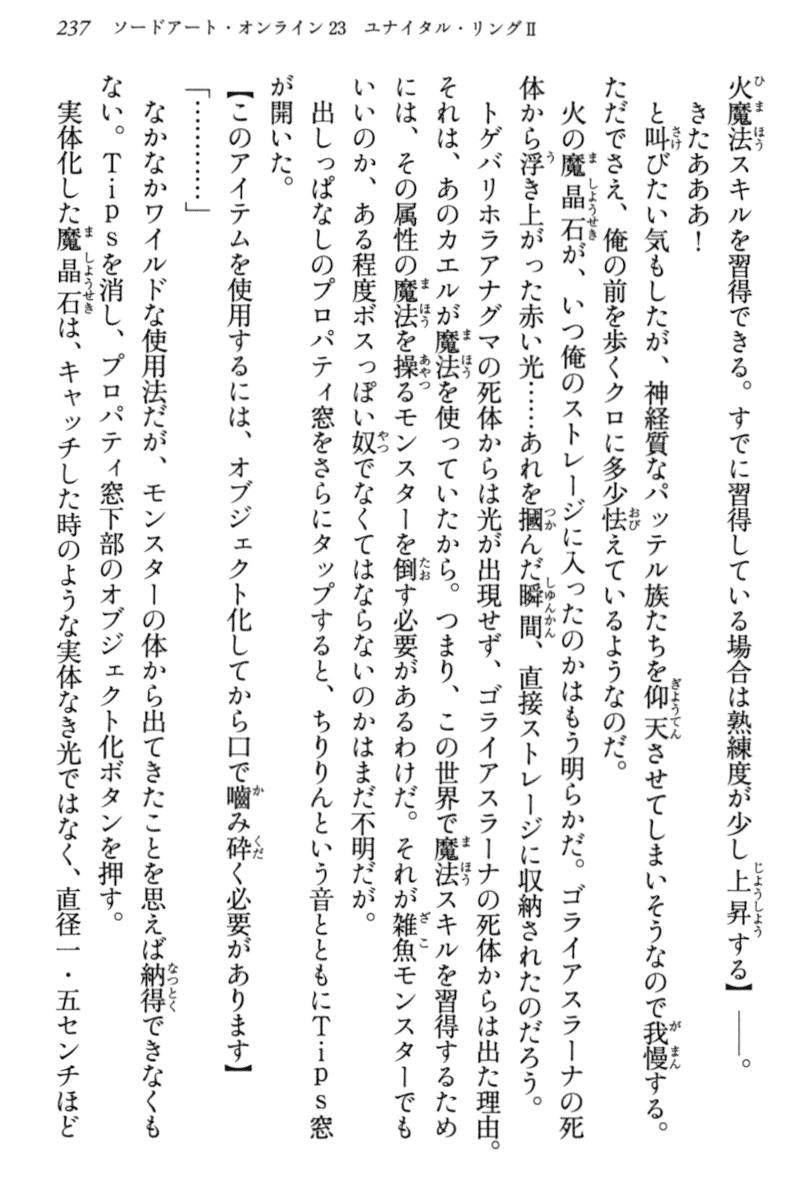 237　ソードアート・オンライン23　ユナイタル・リングⅡ
火魔法スキルを習得できる。すでに習得している場合は熟練度が少し上昇する】――。
きたあああ！
と叫びたい気もしたが、神経質なパッテル族たちを仰天させてしまいそうなので我慢する。
ただでさえ、俺の前を歩くクロに多少怯えているようなのだ。
火の魔晶石が、いつ俺のストレージに入ったのかはもう明らかだ。ゴライアスラーナの死
体から浮き上がった赤い光……あれを摑んだ瞬間、直接ストレージに収納されたのだろう。
トゲバリホラアナグマの死体からは光が出現せず、ゴライアスラーナの死体からは出た理由。
それは、あのカエルが魔法を使っていたから。つまり、この世界で魔法スキルを習得するため
には、その属性の魔法を操るモンスターを倒す必要があるわけだ。それが雑魚モンスターでも
いいのか、ある程度ボスっぽい奴でなくてはならないのかはまだ不明だが。
出しっぱなしのプロパティ窓をさらにタップすると、ちりりんという音とともにＴｉｐｓ窓
が開いた。
【このアイテムを使用するには、オブジェクト化してから口で嚙み砕く必要があります】
「…………」
なかなかワイルドな使用法だが、モンスターの体から出てきたことを思えば納得できなくも
ない。Ｔｉｐｓを消し、プロパティ窓下部のオブジェクト化ボタンを押す。
実体化した魔晶石は、キャッチした時のような実体なき光ではなく、直径一・五センチほど